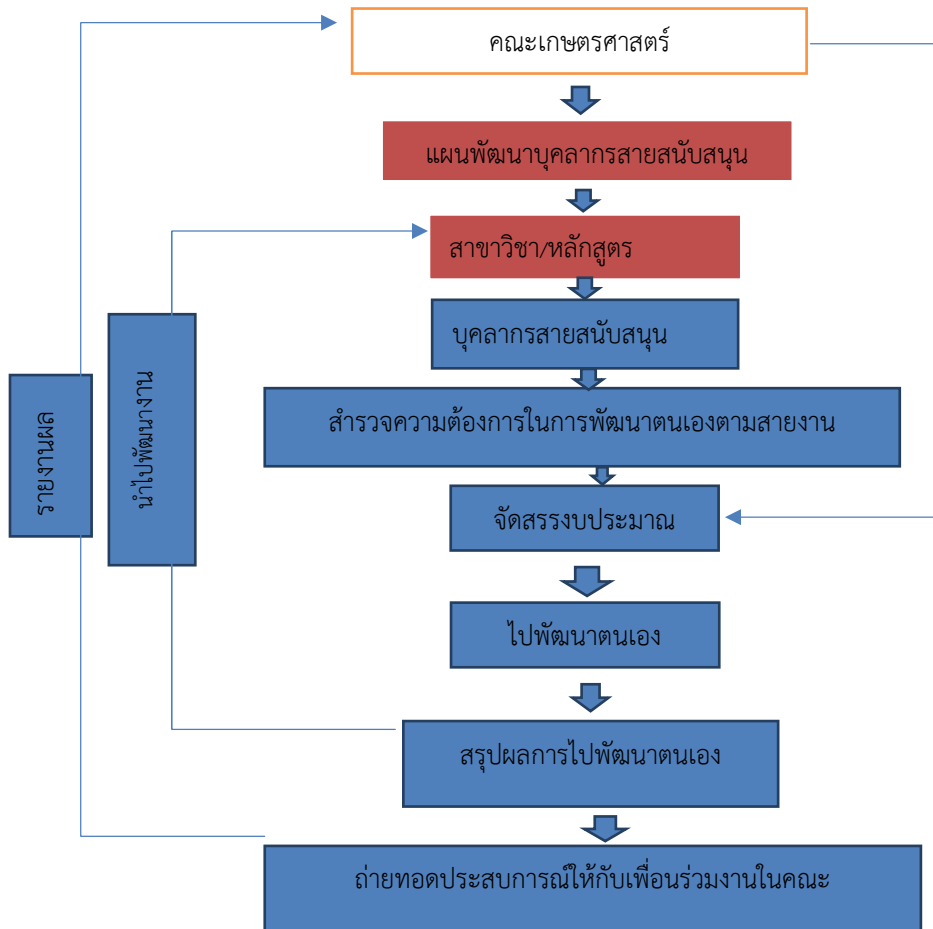 คณะเกษตรศาสตร์
แผนพัฒนาบุคลากรสายสนับสนุน
สาขาวิชา/หลักสูตร
บุคลากรสายสนับสนุน
สำรวจความต้องการในการพัฒนาตนเองตามสายงาน
จัดสรรงบประมาณ
ไปพัฒนาตนเอง
สรุปผลการไปพัฒนาตนเอง
ถ่ายทอดประสบการณ์ให้กับเพื่อนร่วมงานในคณะ
นำไปพัฒนางาน
รายงานผล